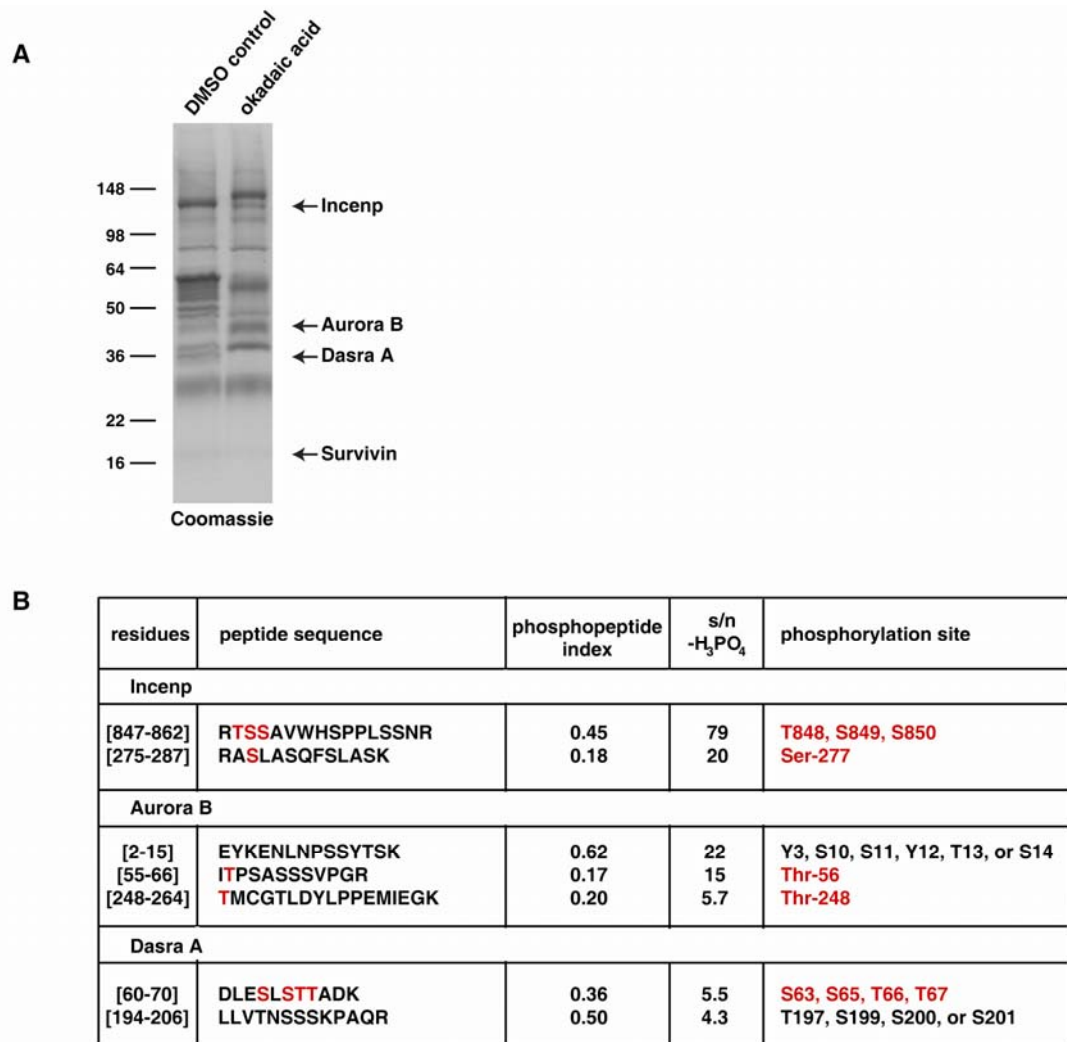 A
DMSO control
okadaic acid
148
98
64
50
36
22
16
Incenp
Aurora B
Dasra A
Survivin
Coomassie
B
residues peptide sequence phosphopeptide index s/n -H₃PO₄ phosphorylation site
Incenp
[847-862] RTSSAVWHSPPLSSNR 0.45 79 T848, S849, S850
[275-287] RASLASQFSLASK 0.18 20 Ser-277
Aurora B
[2-15] EYKENLNPSSYTSK 0.62 22 Y3, S10, S11, Y12, T13, or S14
[55-66] ITPSASSSVPGR 0.17 15 Thr-56
[248-264] TMCGTLDYLPPEMIEGK 0.20 5.7 Thr-248
Dasra A
[60-70] DLESLSTTADK 0.36 5.5 S63, S65, T66, T67
[194-206] LLVTNSSSKPAQR 0.50 4.3 T197, S199, S200, or S201